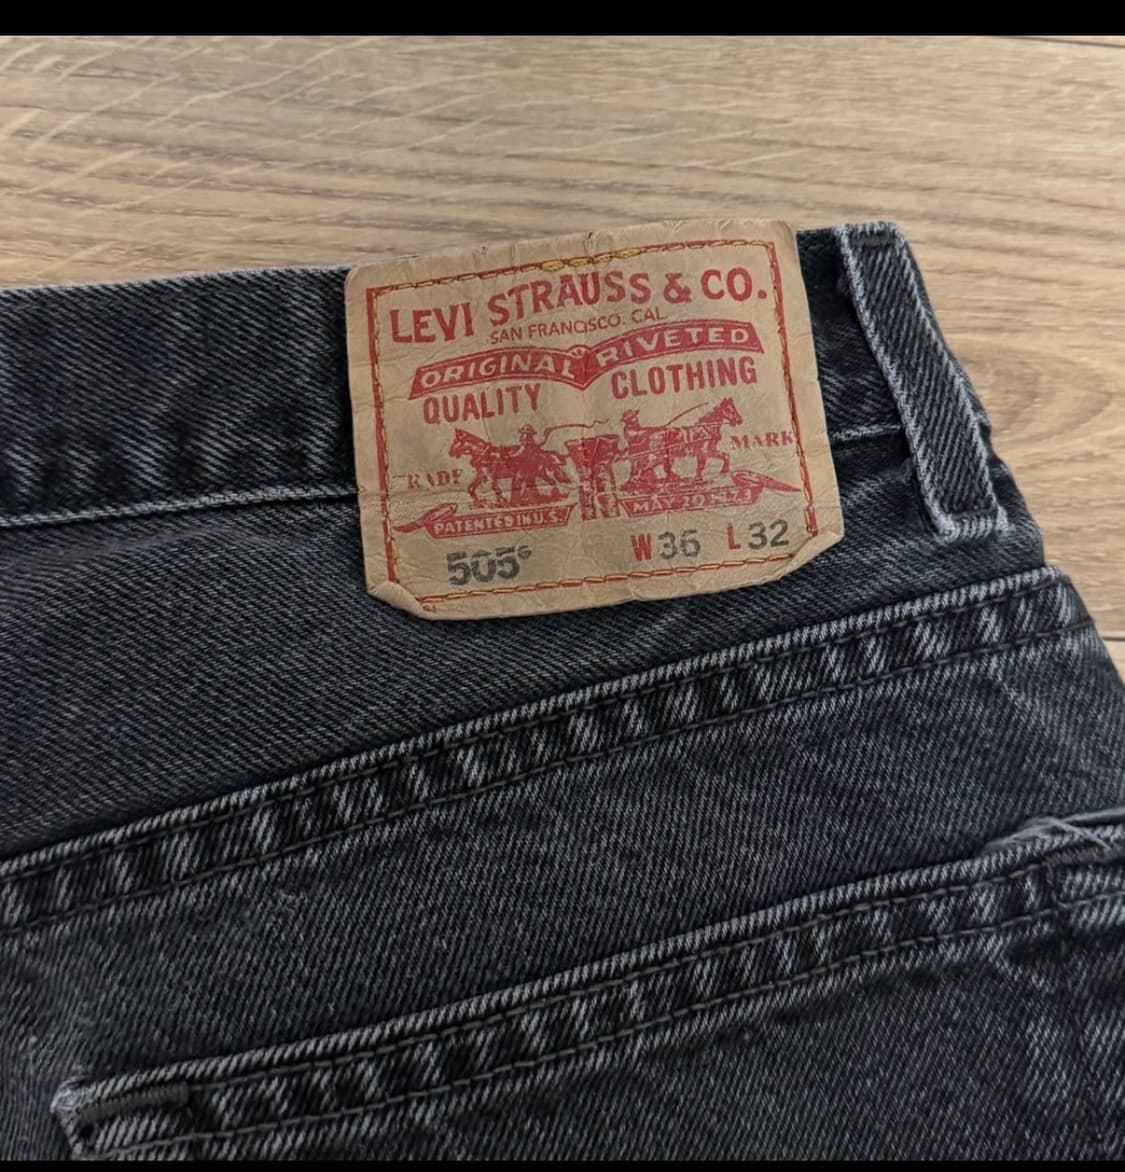 LEVI STRAUSS & CO.
SAN FRANCISCO. CAL.
ORIGINAL RIVETED
QUALITY CLOTHING
TRADE MARK
PATENTED IN U.S. MAY 20 1873
505® W36 L32